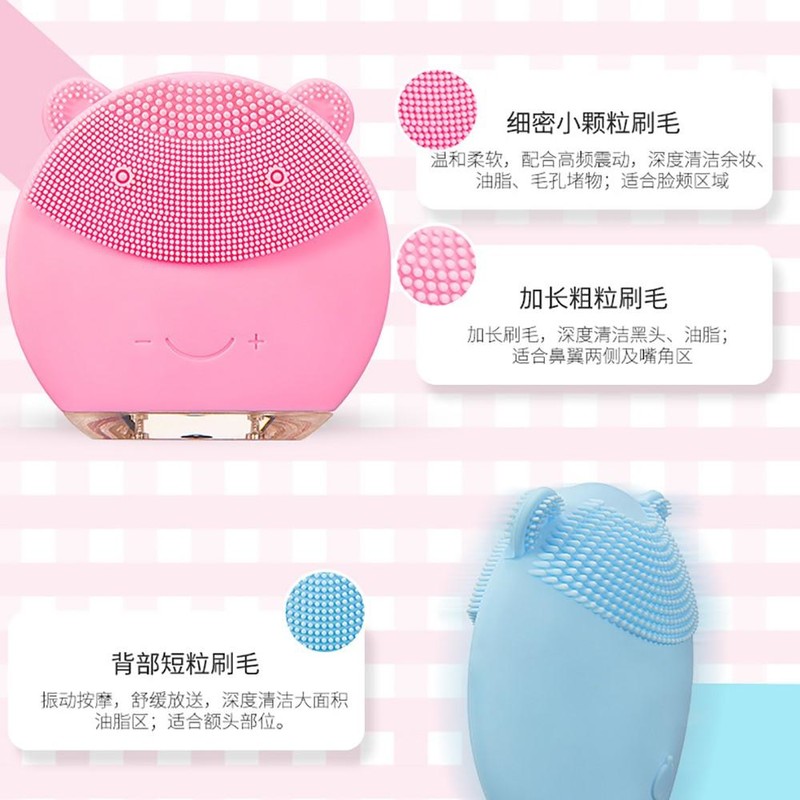 细密小颗粒刷毛
温和柔软，配合高频震动，深度清洁余妆、
油脂、毛孔堵物；适合脸颊区域
加长粗粒刷毛
加长刷毛，深度清洁黑头、油脂；
适合鼻翼两侧及嘴角区
− +
背部短粒刷毛
振动按摩，舒缓放送，深度清洁大面积
油脂区；适合额头部位。